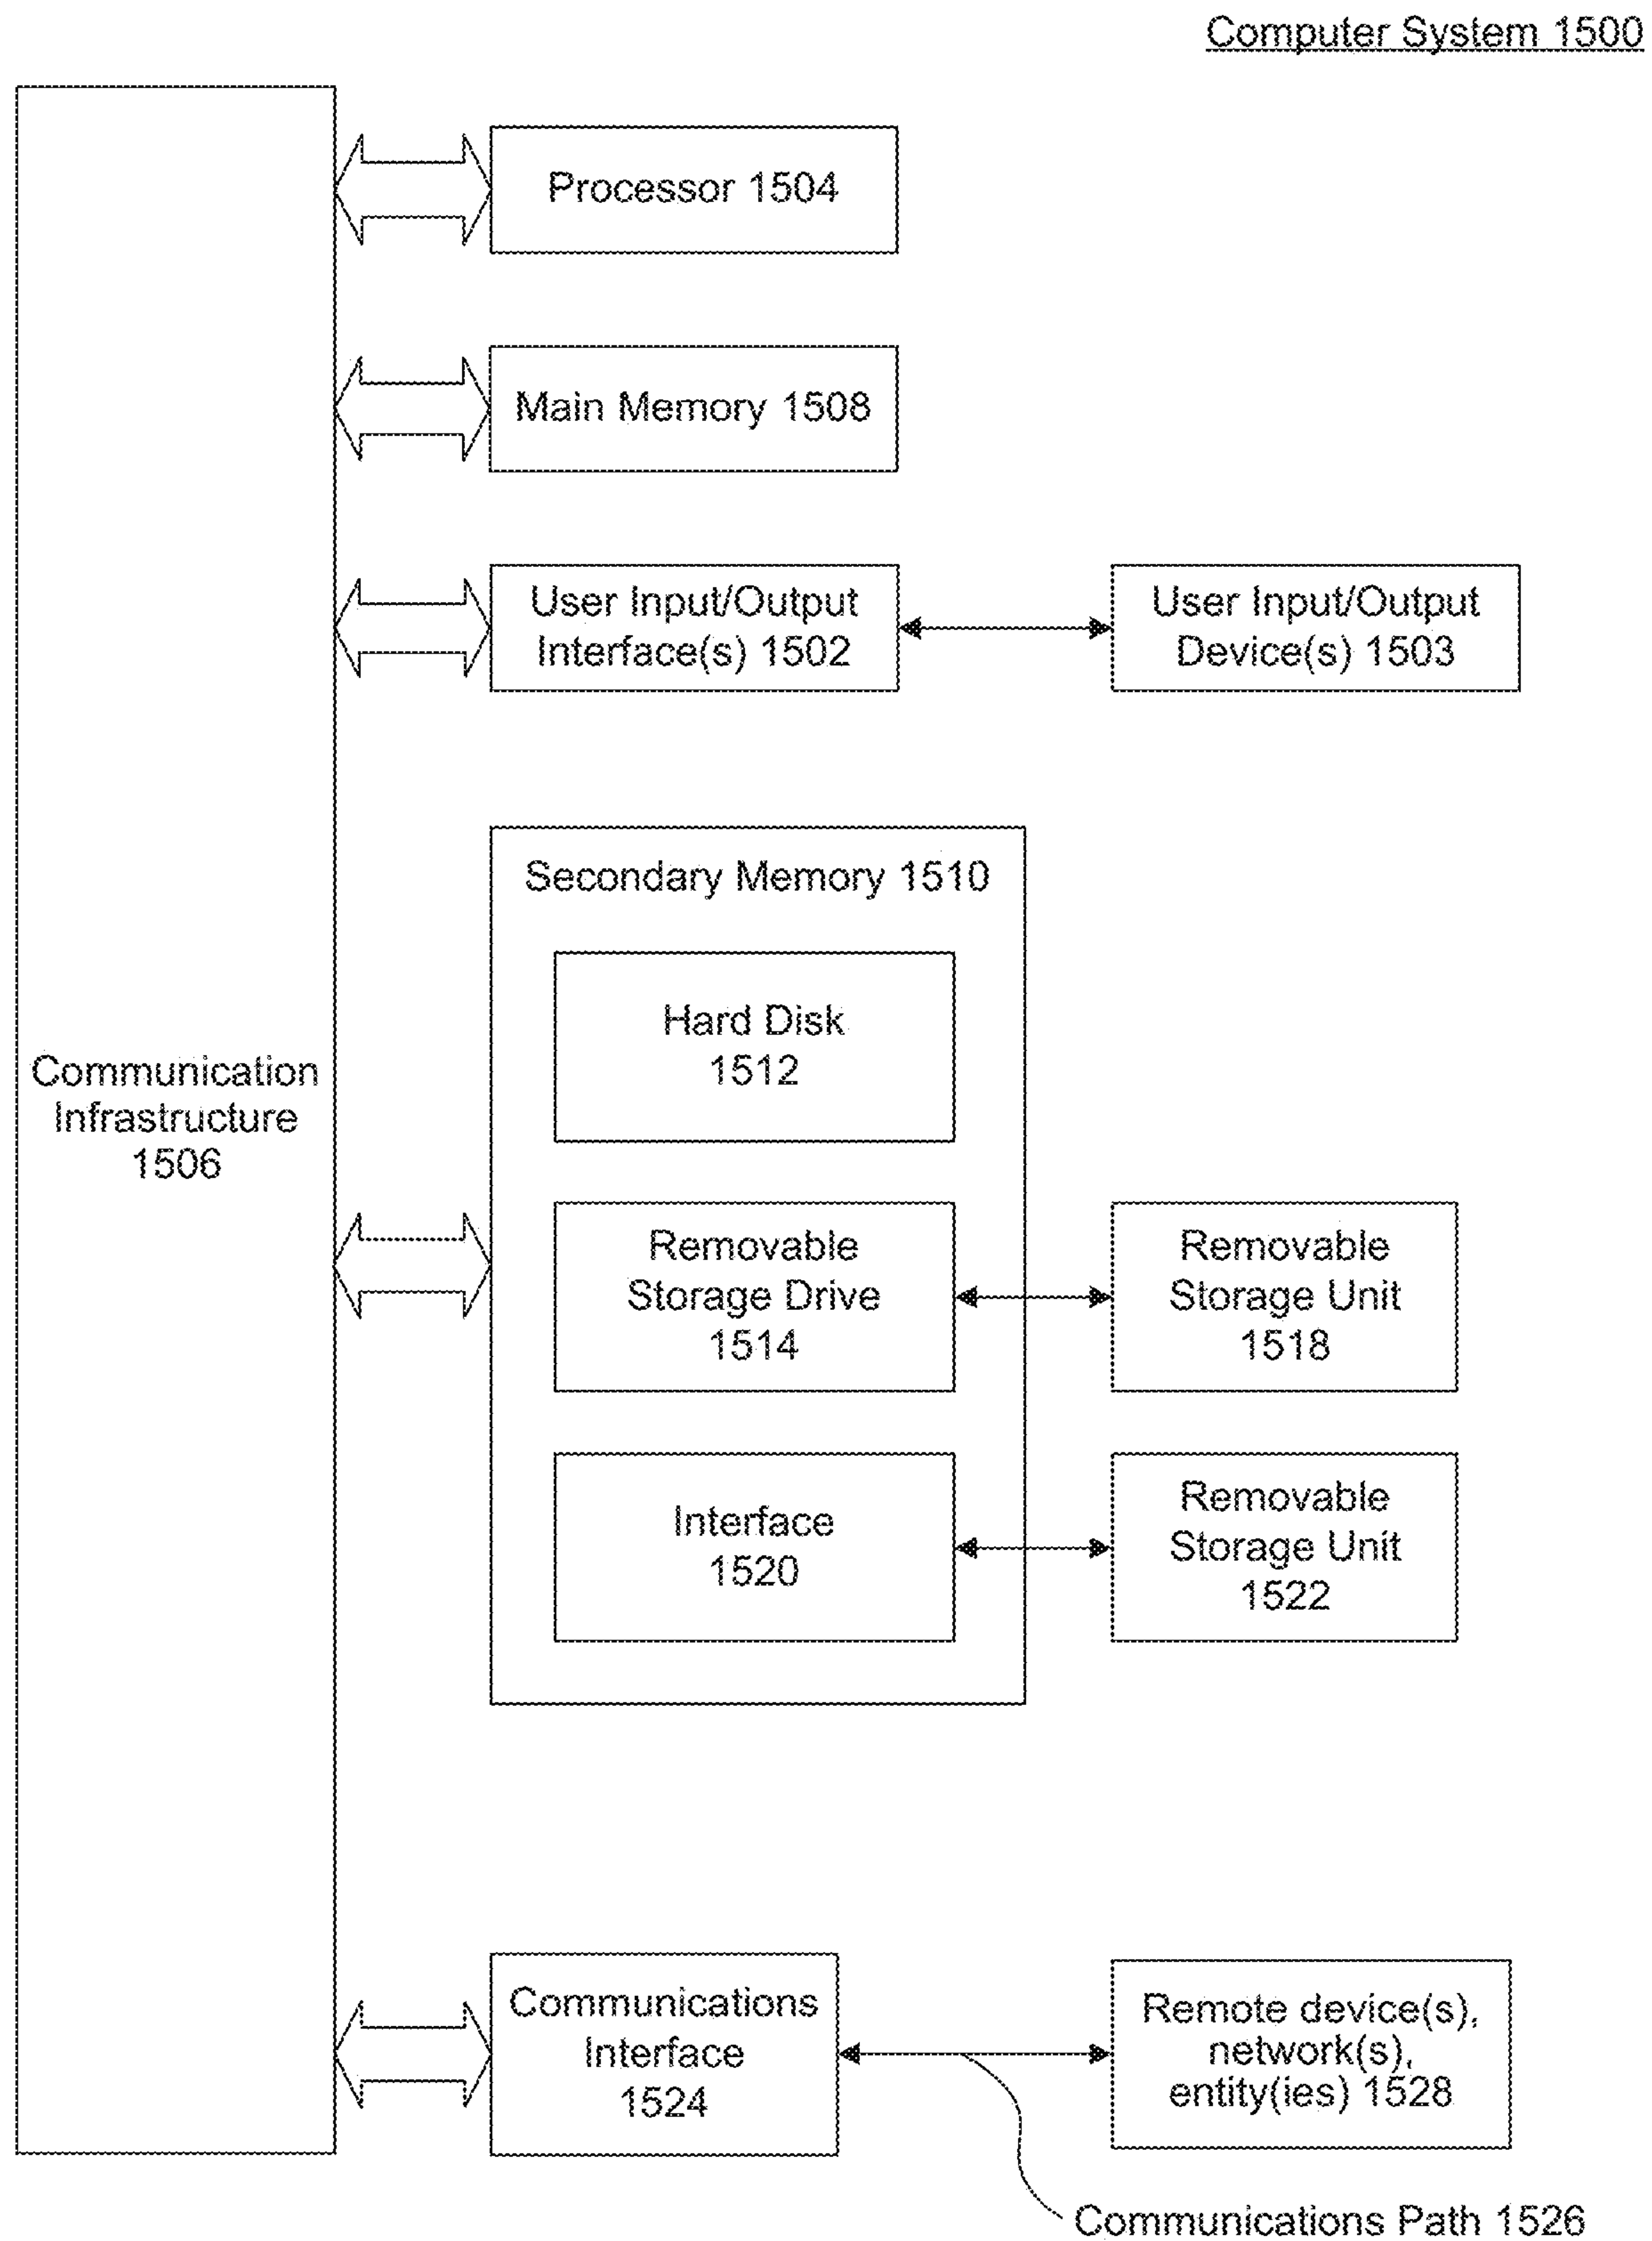 Computer System 1500
Processor 1504
Main Memory 1508
User Input/Output
Interface(s) 1502
User Input/Output
Device(s) 1503
Secondary Memory 1510
Hard Disk
1512
Communication
Infrastructure
1506
Removable
Storage Drive
1514
Removable
Storage Unit
1518
Interface
1520
Removable
Storage Unit
1522
Communications
Interface
1524
Remote device(s),
network(s),
entity(ies) 1528
Communications Path 1526